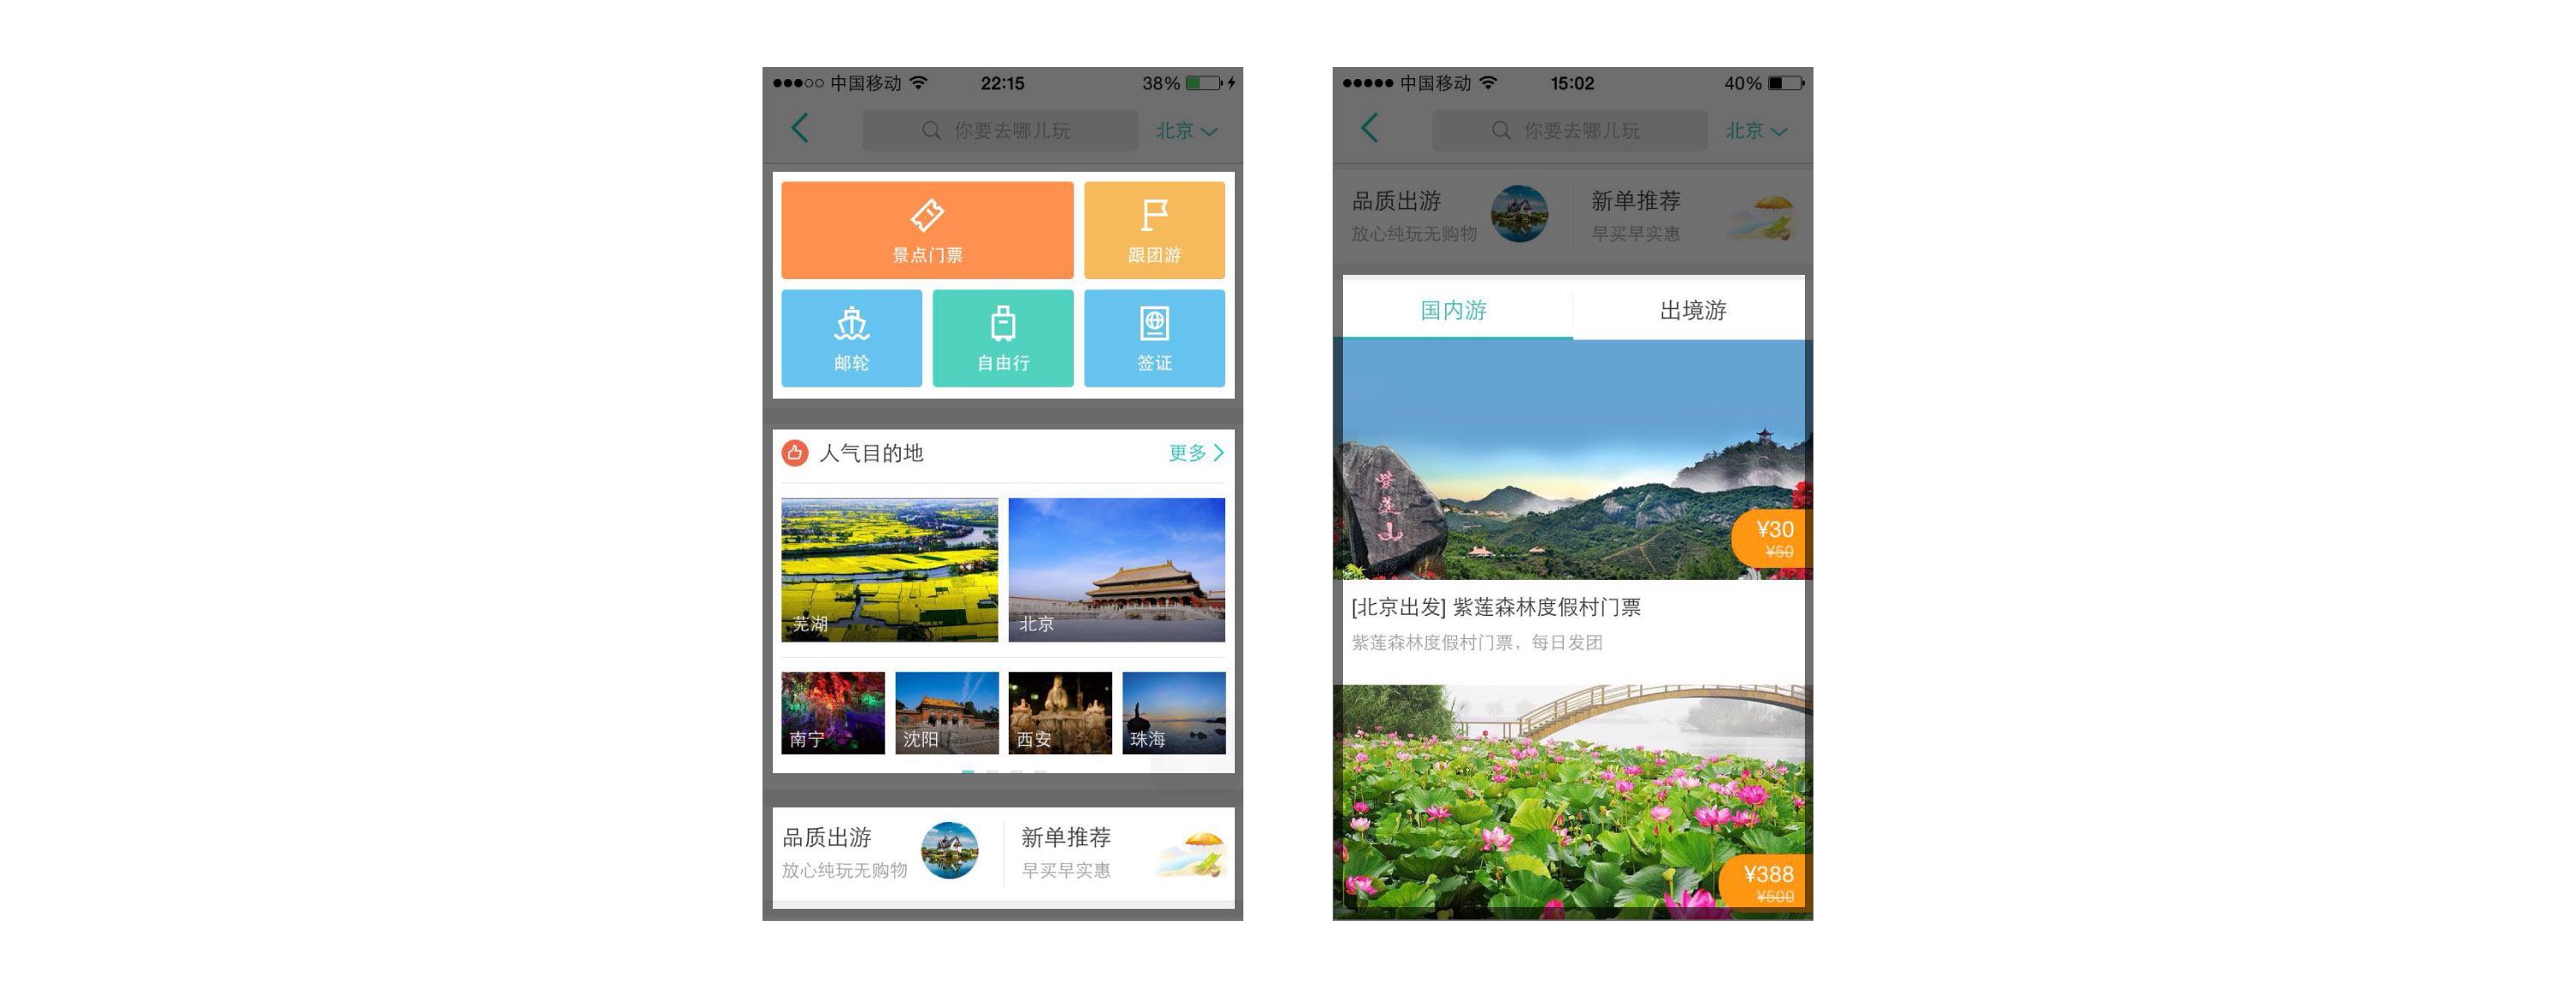 中国移动 22:15 38%
你要去哪儿玩 北京
景点门票 跟团游
邮轮 自由行 签证
人气目的地 更多
芜湖 北京
南宁 沈阳 西安 珠海
品质出游 新单推荐
放心纯玩无购物 早买早实惠
中国移动 15:02 40%
你要去哪儿玩 北京
品质出游 新单推荐
放心纯玩无购物 早买早实惠
国内游 出境游
紫莲山
¥30
¥50
[北京出发] 紫莲森林度假村门票
紫莲森林度假村门票，每日发团
¥388
¥500